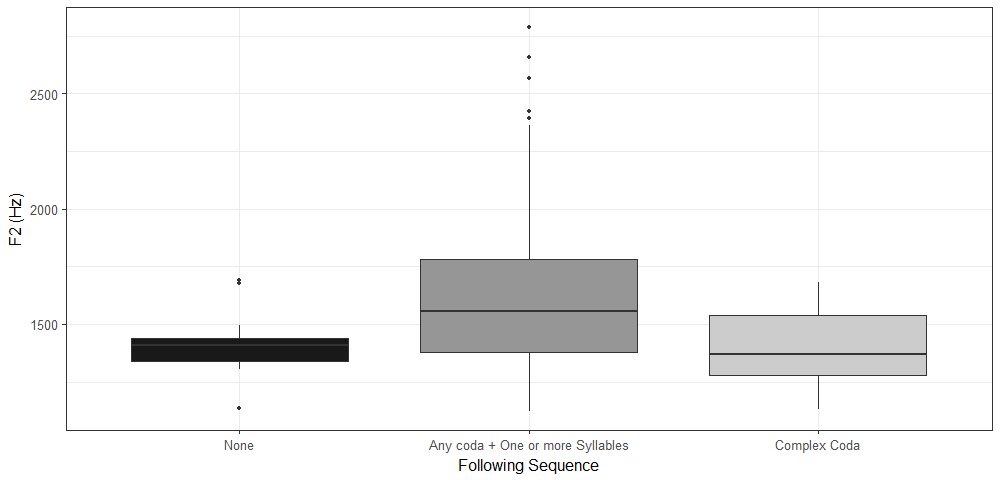 2500
2000
1500
F2 (Hz)
None
Any coda + One or more Syllables
Complex Coda
Following Sequence